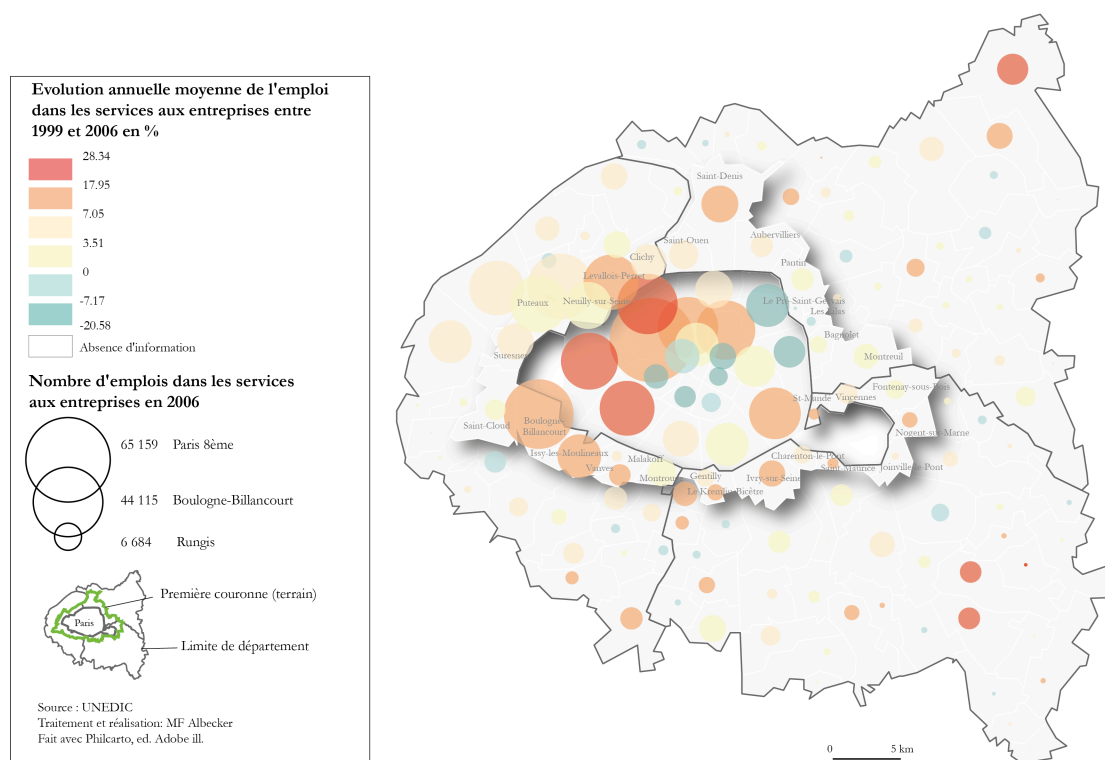 Evolution annuelle moyenne de l'emploi
dans les services aux entreprises entre
1999 et 2006 en %
28.34
17.95
7.05
3.51
0
-7.17
-20.58
Absence d'information
Nombre d'emplois dans les services
aux entreprises en 2006
65 159 Paris 8ème
44 115 Boulogne-Billancourt
6 684 Rungis
Première couronne (terrain)
Paris
Limite de département
Source : UNEDIC
Traitement et réalisation: MF Albecker
Fait avec Philcarto, ed. Adobe ill.
Saint-Denis
Aubervilliers
Saint-Ouen
Clichy
Pantin
Levallois-Perret
Puteaux
Neuilly-sur-Seine
Le Pré-Saint-Gervais
Les Lilas
Bagnolet
Suresnes
Montreuil
Fontenay-sous-Bois
St-Mande
Vincennes
Saint-Cloud
Boulogne
Billancourt
Nogent-sur-Marne
Issy-les-Moulineaux
Malakoff
Charenton-le-Pont
Vanves
Saint-Maurice
Joinville-le-Pont
Montrouge
Gentilly
Ivry-sur-Seine
Le Kremlin-Bicêtre
0 5 km